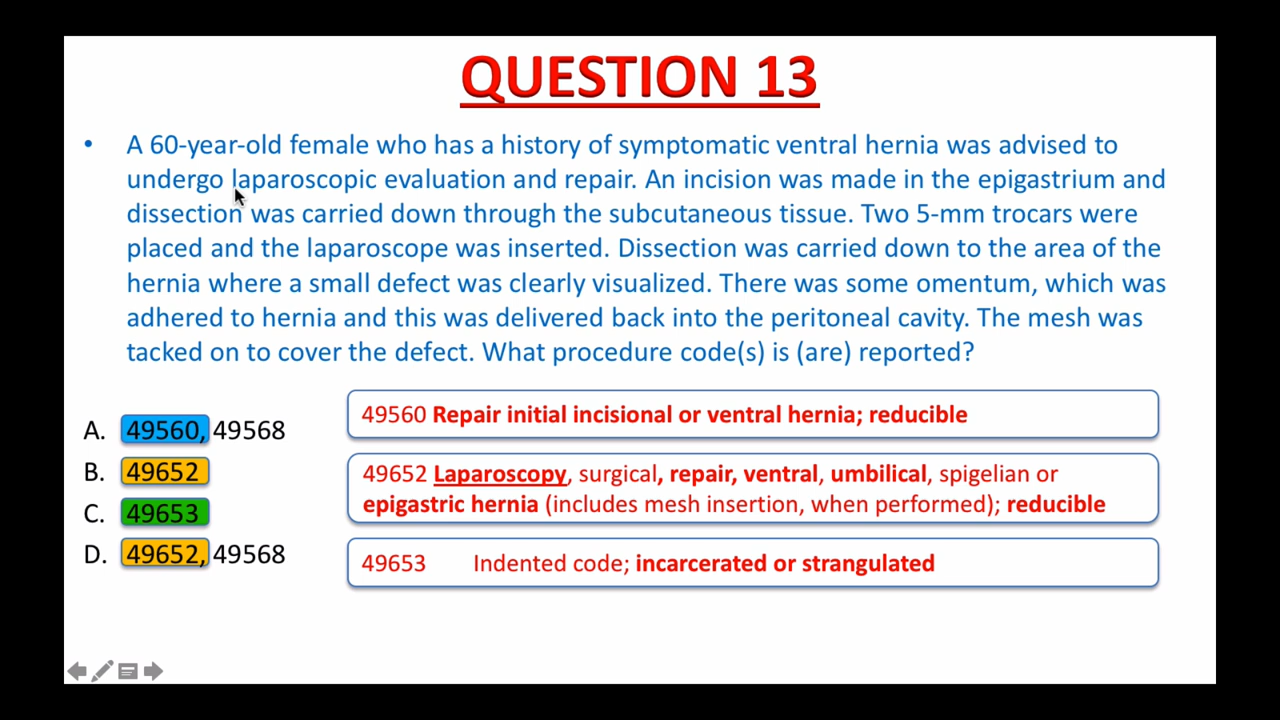 QUESTION 13
• A 60-year-old female who has a history of symptomatic ventral hernia was advised to
undergo laparoscopic evaluation and repair. An incision was made in the epigastrium and
dissection was carried down through the subcutaneous tissue. Two 5-mm trocars were
placed and the laparoscope was inserted. Dissection was carried down to the area of the
hernia where a small defect was clearly visualized. There was some omentum, which was
adhered to hernia and this was delivered back into the peritoneal cavity. The mesh was
tacked on to cover the defect. What procedure code(s) is (are) reported?
A. 49560, 49568
B. 49652
C. 49653
D. 49652, 49568
49560 Repair initial incisional or ventral hernia; reducible
49652 Laparoscopy, surgical, repair, ventral, umbilical, spigelian or
epigastric hernia (includes mesh insertion, when performed); reducible
49653 Indented code; incarcerated or strangulated